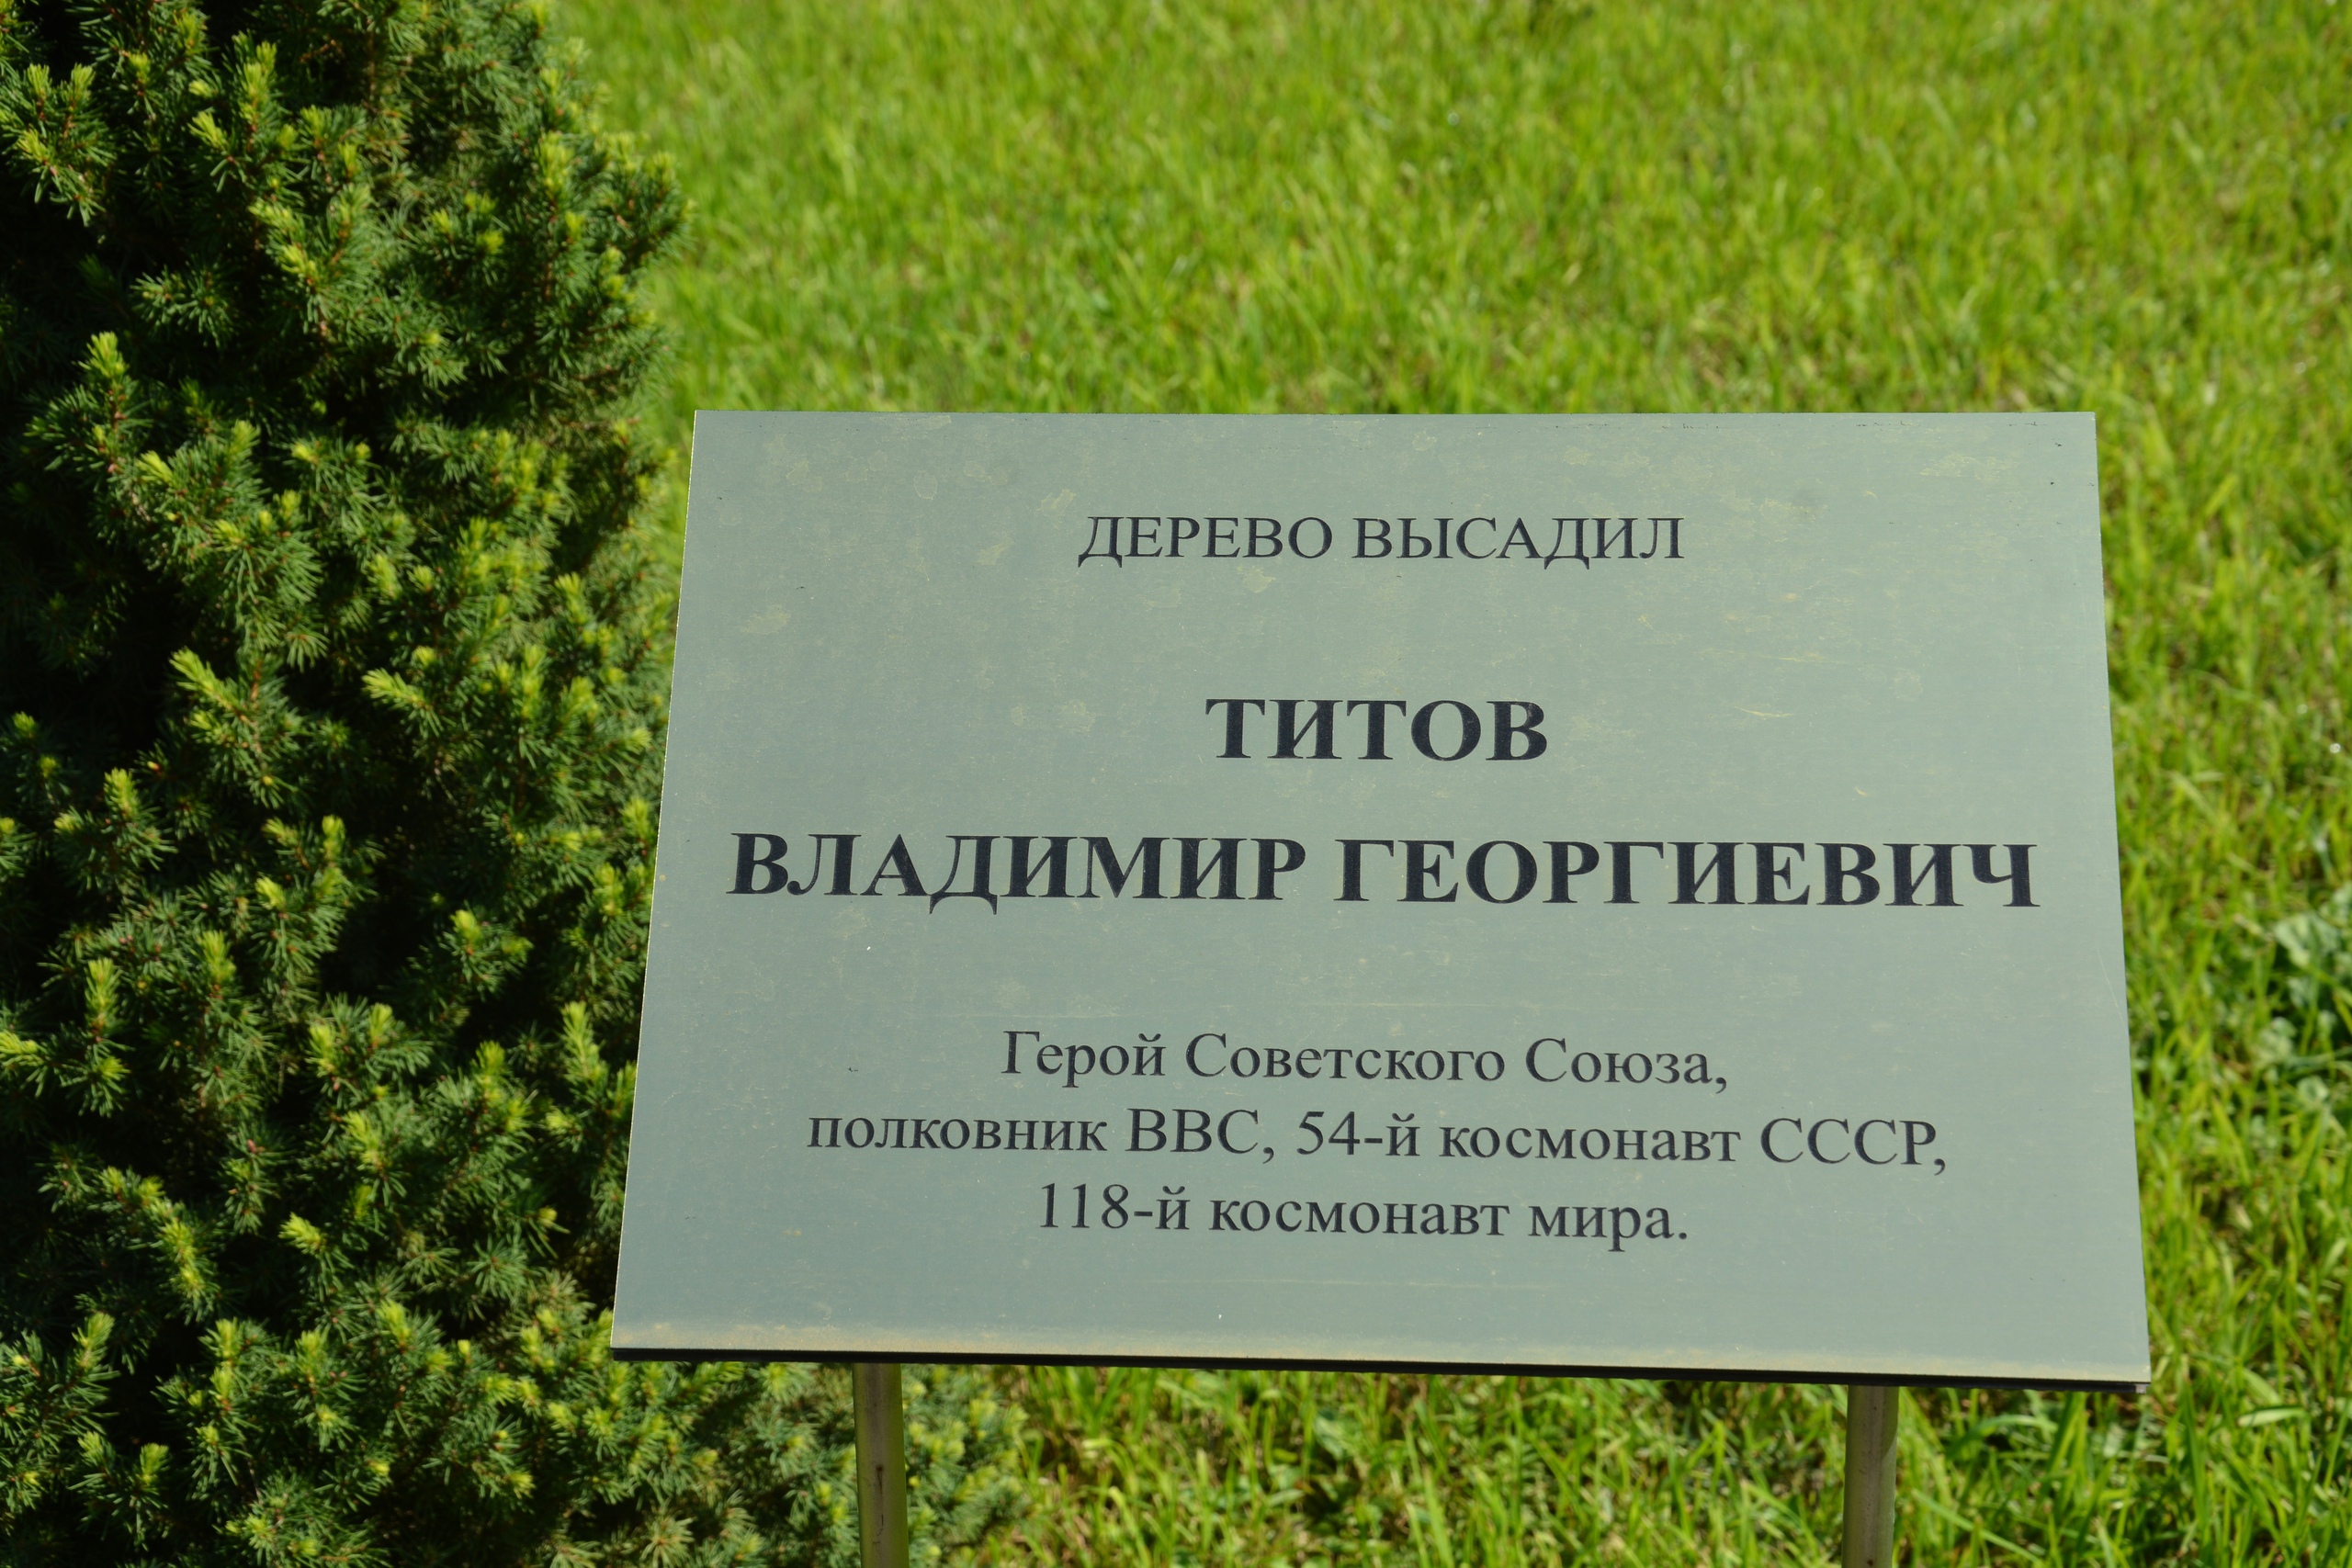 ДЕРЕВО ВЫСАДИЛ
ТИТОВ
ВЛАДИМИР ГЕОРГИЕВИЧ
Герой Советского Союза,
полковник ВВС, 54-й космонавт СССР,
118-й космонавт мира.